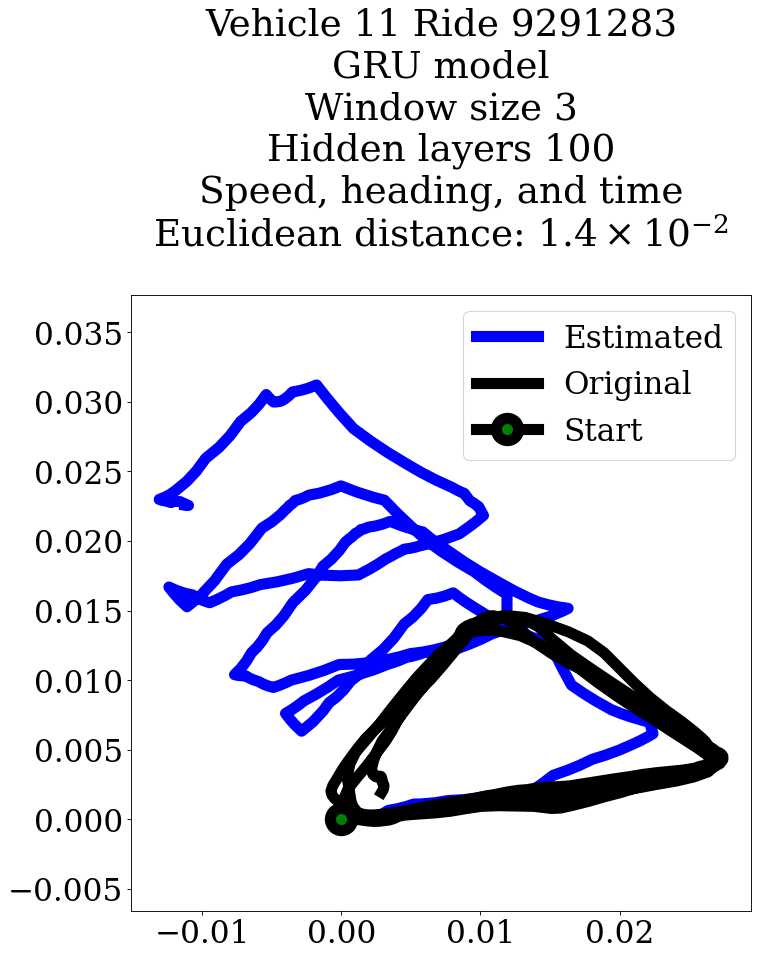 Vehicle 11 Ride 9291283
GRU model
Window size 3
Hidden layers 100
Speed, heading, and time
Euclidean distance: 1.4 × 10⁻²
Estimated
Original
Start
0.035
0.030
0.025
0.020
0.015
0.010
0.005
0.000
−0.005
−0.01 0.00 0.01 0.02